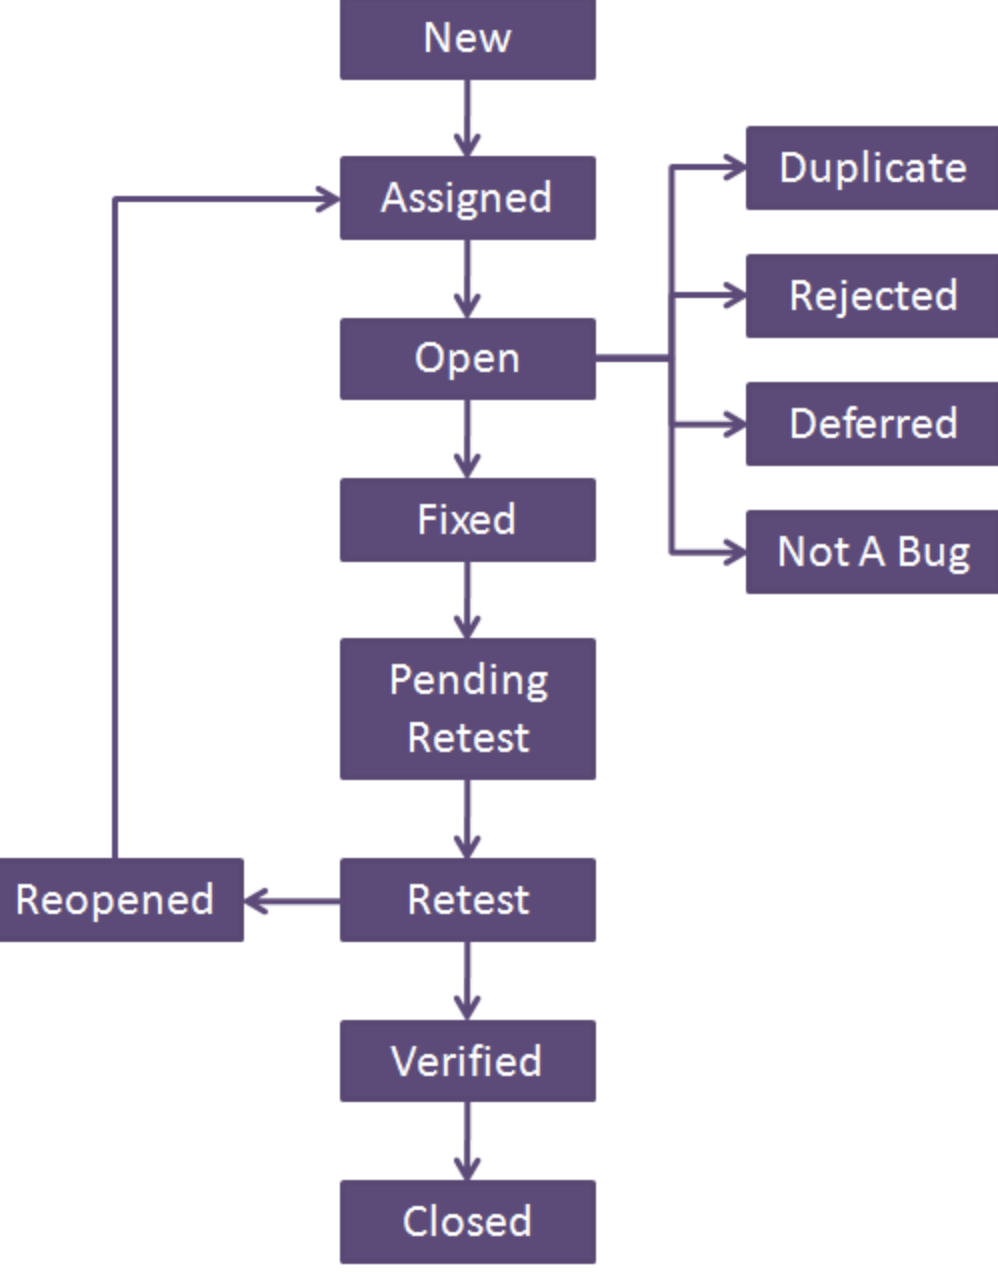 New
Assigned
Duplicate
Rejected
Open
Deferred
Fixed
Not A Bug
Pending
Retest
Reopened
Retest
Verified
Closed